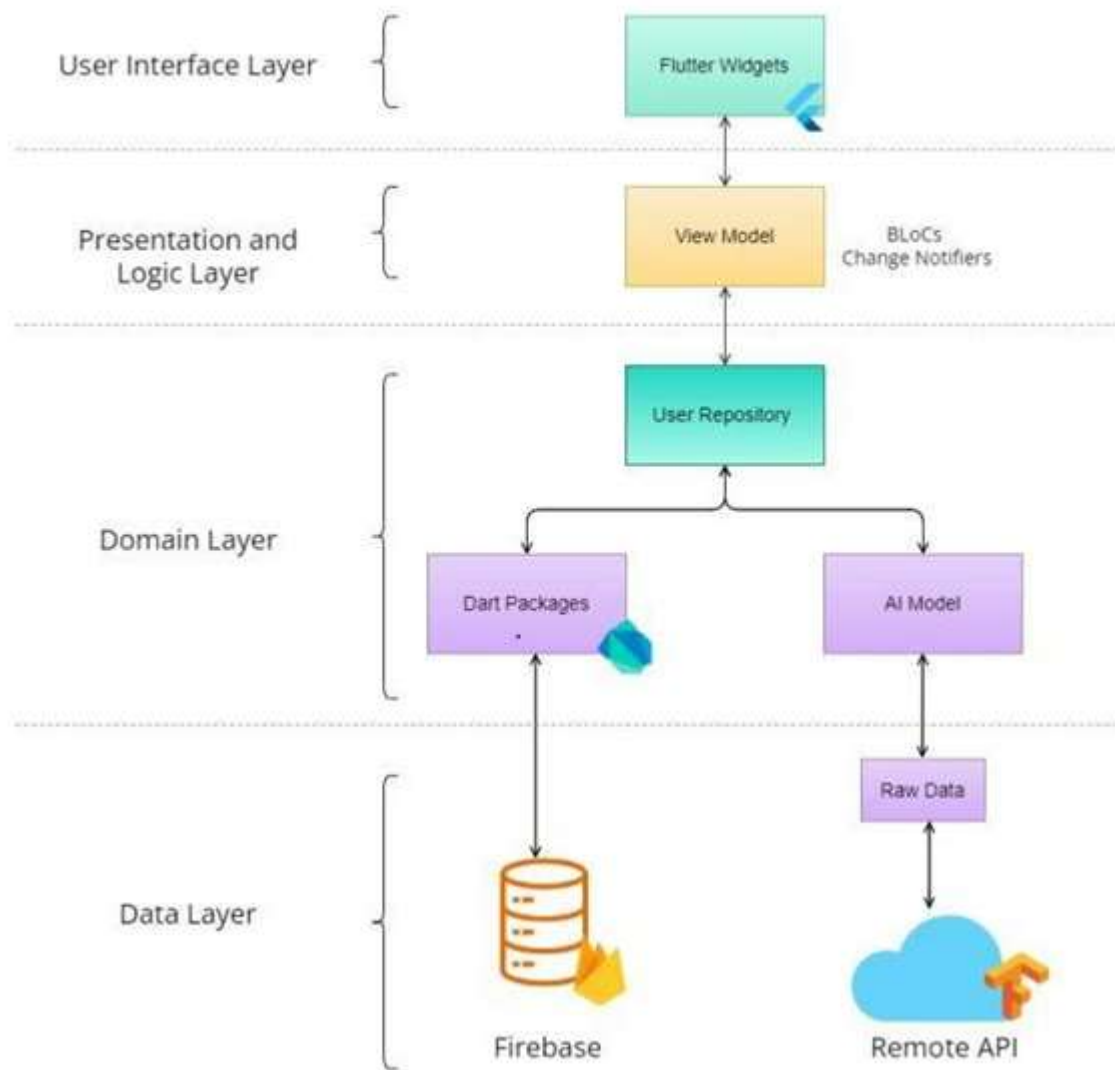 User Interface Layer
Flutter Widgets
Presentation and
Logic Layer
View Model
BLoCs
Change Notifiers
User Repository
Domain Layer
Dart Packages
AI Model
Raw Data
Data Layer
Firebase
Remote API